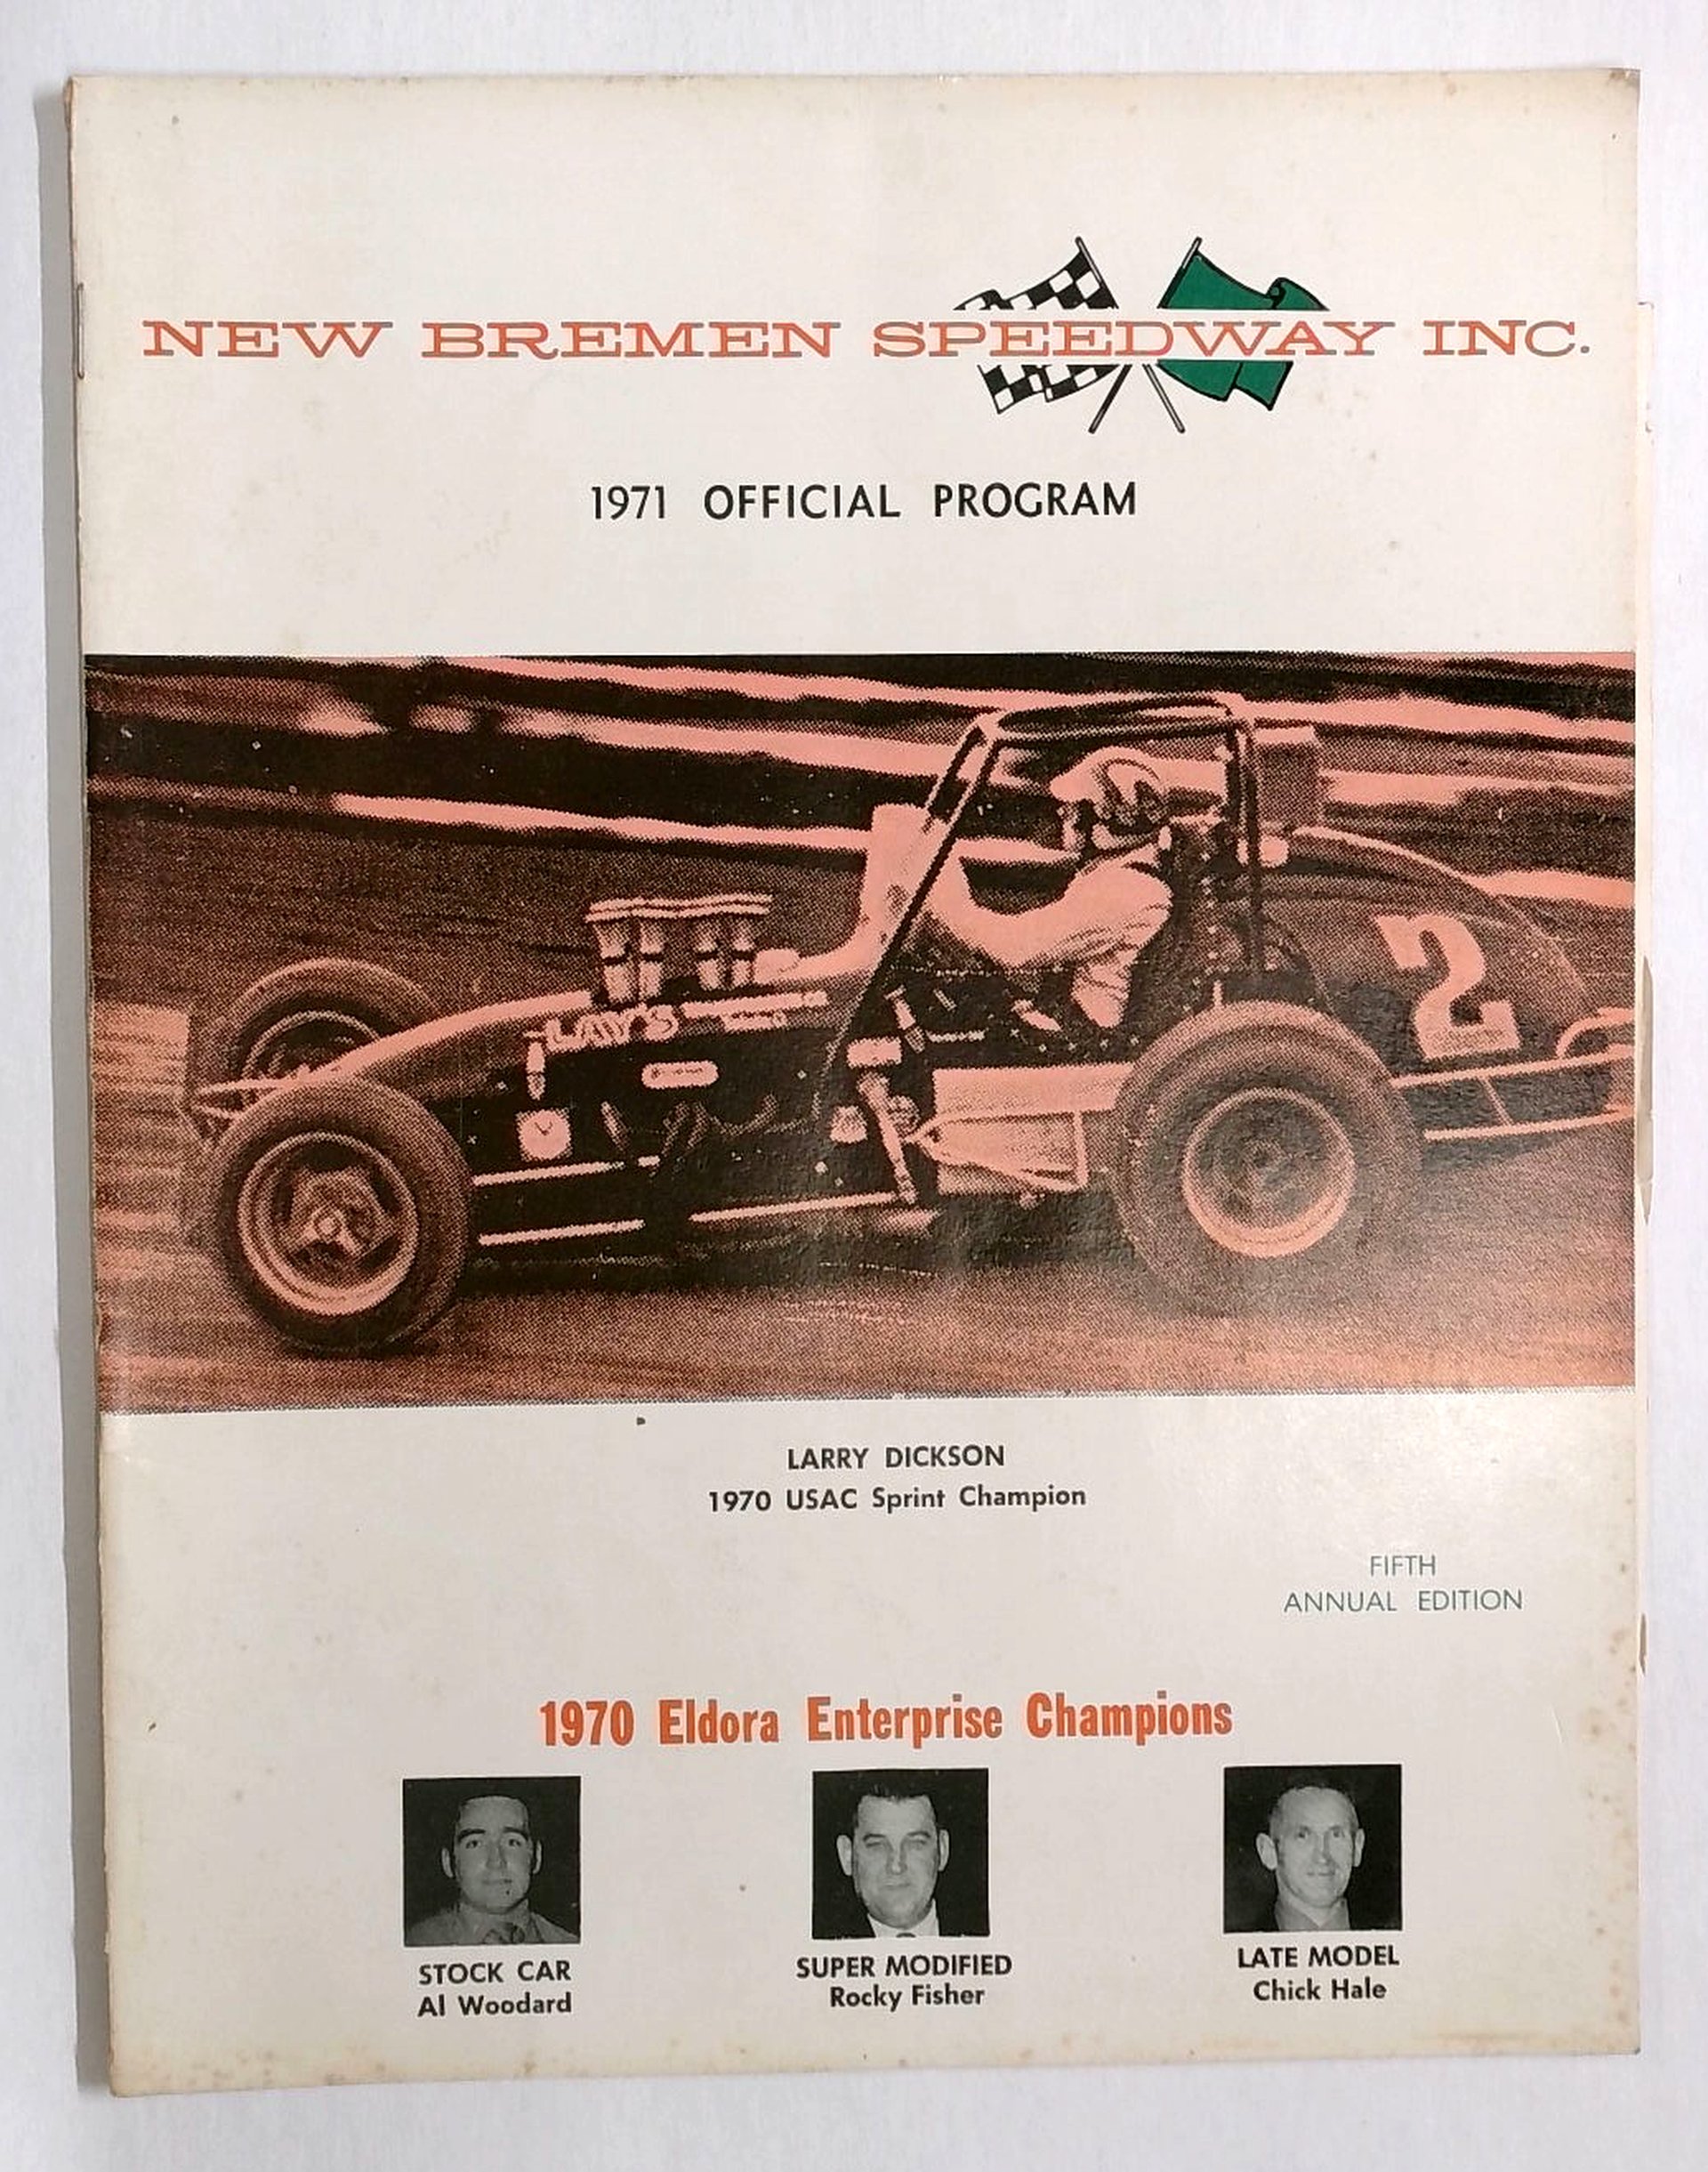 NEW BREMEN SPEEDWAY INC.
1971 OFFICIAL PROGRAM
2
LARRY DICKSON
1970 USAC Sprint Champion
FIFTH
ANNUAL EDITION
1970 Eldora Enterprise Champions
STOCK CAR
Al Woodard
SUPER MODIFIED
Rocky Fisher
LATE MODEL
Chick Hale